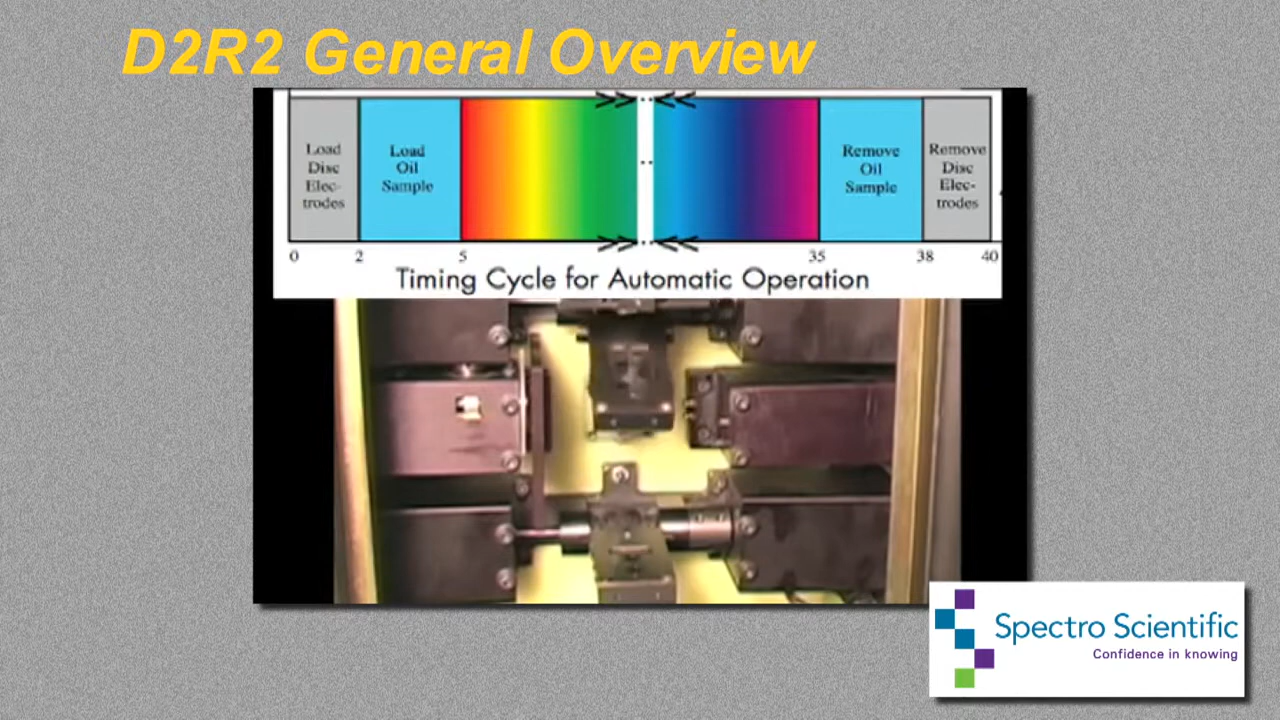 D2R2 General Overview
Load
Disc
Elec-
trodes
Load
Oil
Sample
Remove
Oil
Sample
Remove
Disc
Elec-
trodes
0 2 5 35 38 40
Timing Cycle for Automatic Operation
Spectro Scientific
Confidence in knowing